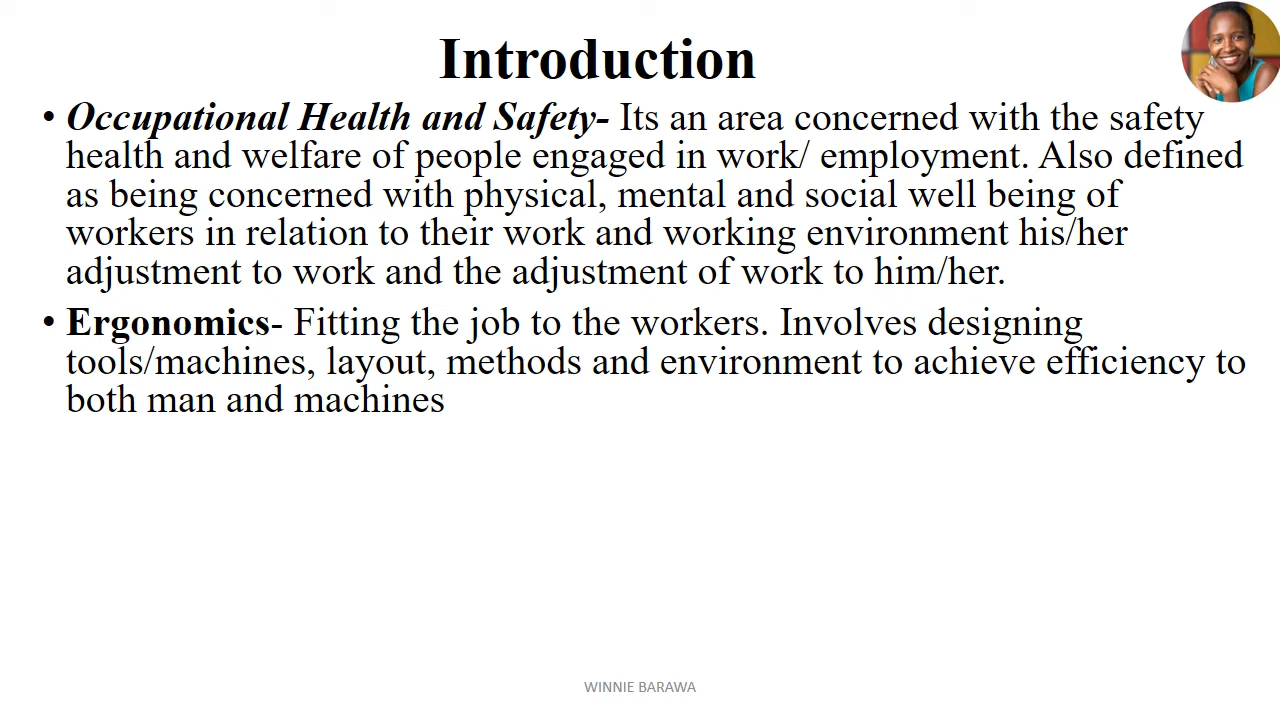 Introduction
• Occupational Health and Safety- Its an area concerned with the safety
health and welfare of people engaged in work/ employment. Also defined
as being concerned with physical, mental and social well being of
workers in relation to their work and working environment his/her
adjustment to work and the adjustment of work to him/her.
• Ergonomics- Fitting the job to the workers. Involves designing
tools/machines, layout, methods and environment to achieve efficiency to
both man and machines
WINNIE BARAWA